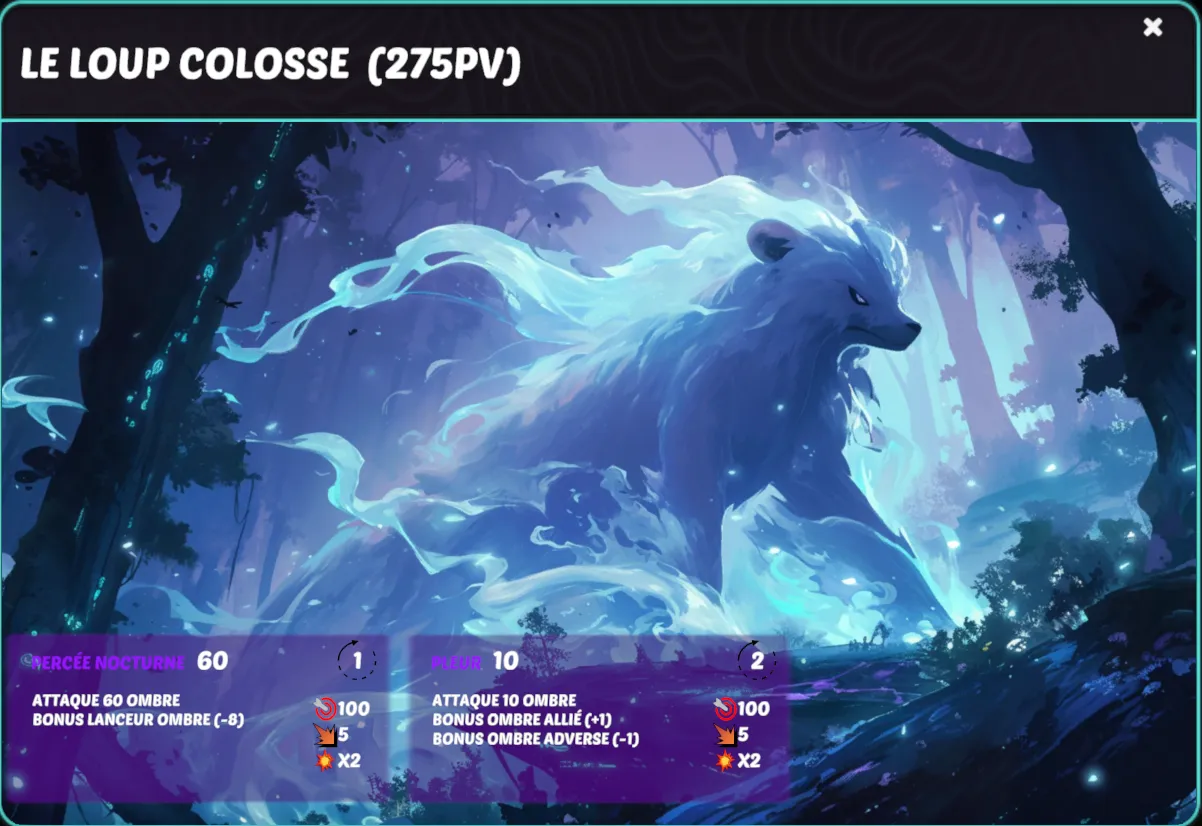 LE LOUP COLOSSE (275PV)
PERCÉE NOCTURNE 60 1
ATTAQUE 60 OMBRE
BONUS LANCEUR OMBRE (-8)
100
5
X2
PLEUR 10 2
ATTAQUE 10 OMBRE
BONUS OMBRE ALLIÉ (+1)
BONUS OMBRE ADVERSE (-1)
100
5
X2